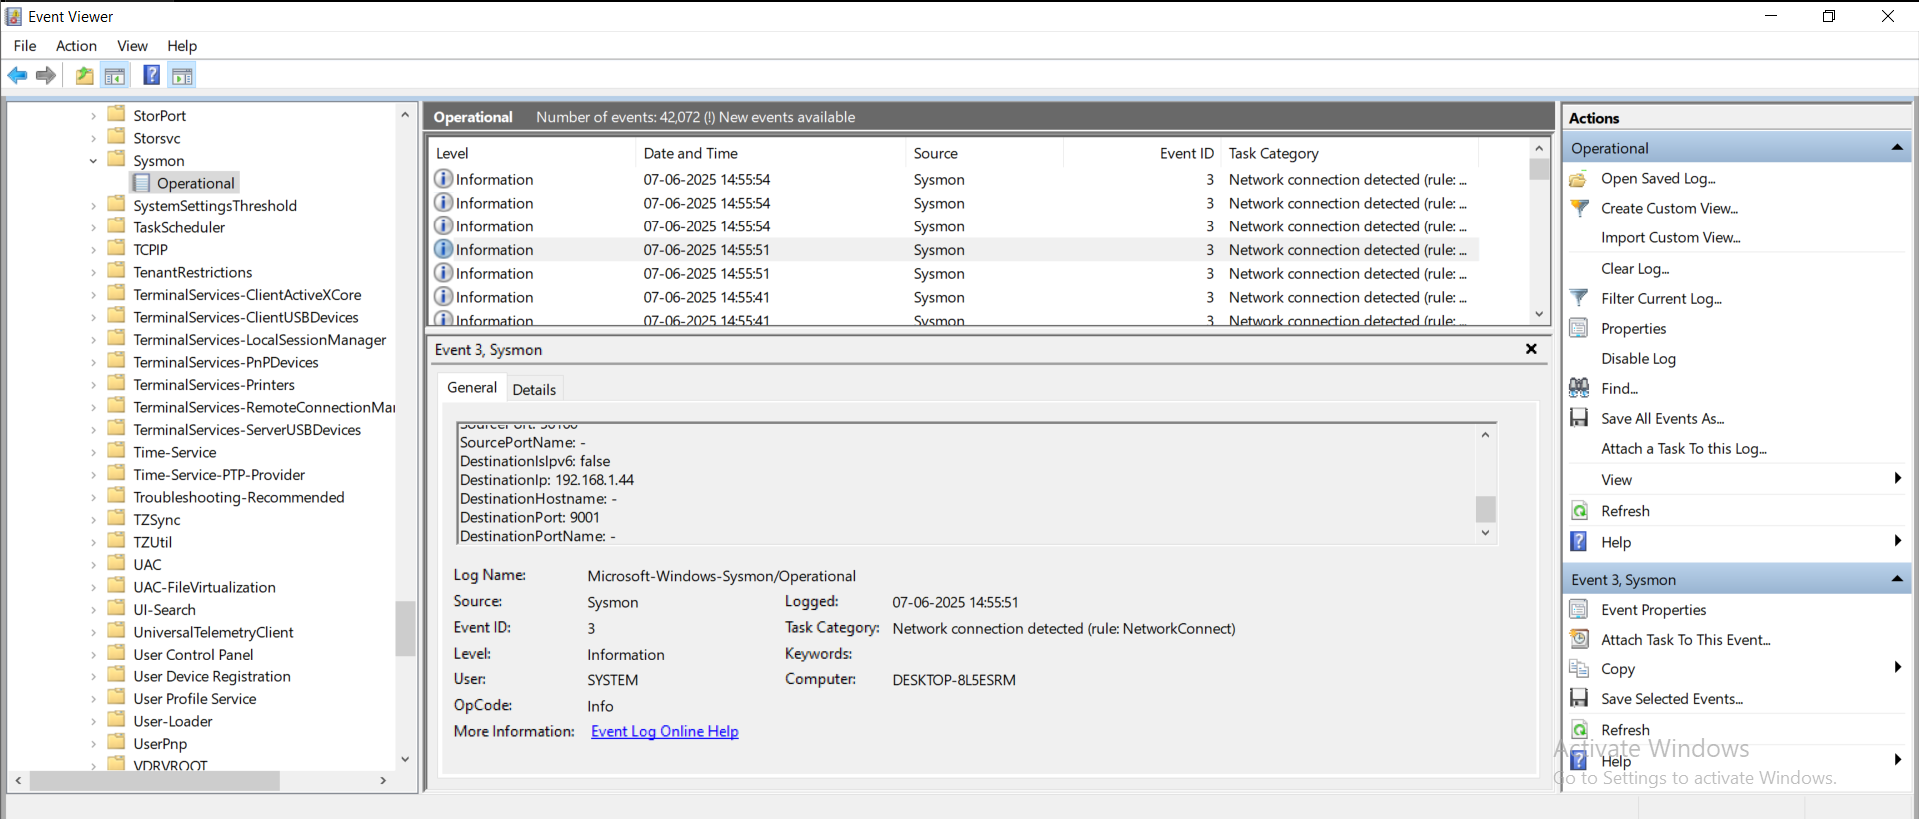 Event Viewer
File Action View Help
StorPort
Storsvc
Sysmon
Operational
SystemSettingsThreshold
TaskScheduler
TCPIP
TenantRestrictions
TerminalServices-ClientActiveXCore
TerminalServices-ClientUSBDevices
TerminalServices-LocalSessionManager
TerminalServices-PnPDevices
TerminalServices-Printers
TerminalServices-RemoteConnectionMa
TerminalServices-ServerUSBDevices
Time-Service
Time-Service-PTP-Provider
Troubleshooting-Recommended
TZSync
TZUtil
UAC
UAC-FileVirtualization
UI-Search
UniversalTelemetryClient
User Control Panel
User Device Registration
User Profile Service
User-Loader
UserPnp
VDRVROOT
Operational Number of events: 42,072 (!) New events available
Level Date and Time Source Event ID Task Category
Information 07-06-2025 14:55:54 Sysmon 3 Network connection detected (rule: ...
Information 07-06-2025 14:55:54 Sysmon 3 Network connection detected (rule: ...
Information 07-06-2025 14:55:54 Sysmon 3 Network connection detected (rule: ...
Information 07-06-2025 14:55:51 Sysmon 3 Network connection detected (rule: ...
Information 07-06-2025 14:55:51 Sysmon 3 Network connection detected (rule: ...
Information 07-06-2025 14:55:41 Sysmon 3 Network connection detected (rule: ...
Information 07-06-2025 14:55:41 Sysmon 3 Network connection detected (rule: ...
Event 3, Sysmon
General Details
SourcePortName: -
DestinationIsIpv6: false
DestinationIp: 192.168.1.44
DestinationHostname: -
DestinationPort: 9001
DestinationPortName: -
Log Name: Microsoft-Windows-Sysmon/Operational
Source: Sysmon Logged: 07-06-2025 14:55:51
Event ID: 3 Task Category: Network connection detected (rule: NetworkConnect)
Level: Information Keywords:
User: SYSTEM Computer: DESKTOP-8L5ESRM
OpCode: Info
More Information: Event Log Online Help
Actions
Operational
Open Saved Log...
Create Custom View...
Import Custom View...
Clear Log...
Filter Current Log...
Properties
Disable Log
Find...
Save All Events As...
Attach a Task To this Log...
View
Refresh
Help
Event 3, Sysmon
Event Properties
Attach Task To This Event...
Copy
Save Selected Events...
Refresh
Help
Activate Windows
Go to Settings to activate Windows.